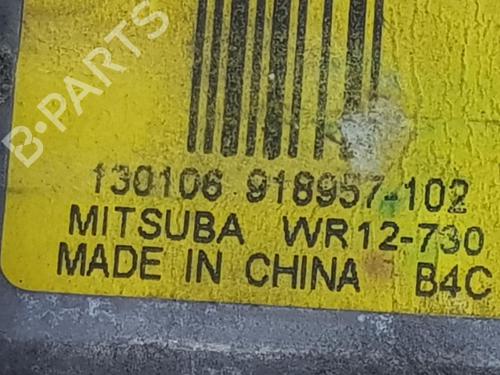 B-PARTS
130106 918957-102
MITSUBA WR12-730
MADE IN CHINA B4C